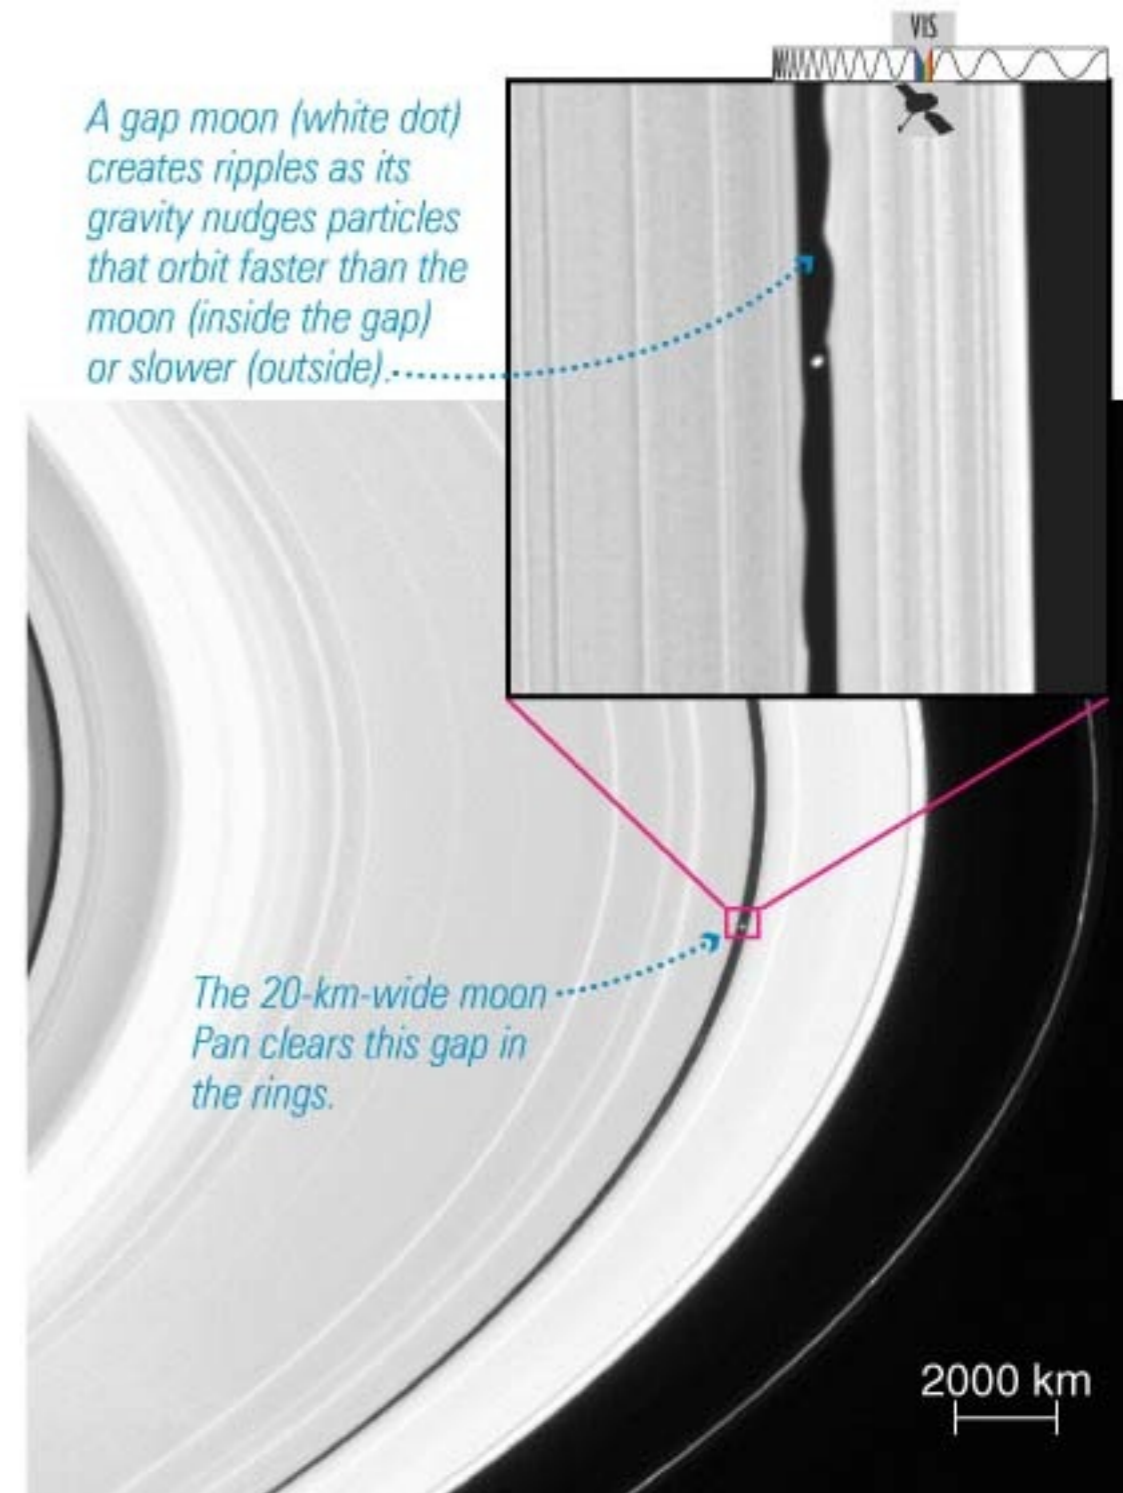 VIS
A gap moon (white dot)
creates ripples as its
gravity nudges particles
that orbit faster than the
moon (inside the gap)
or slower (outside).
The 20-km-wide moon
Pan clears this gap in
the rings.
2000 km